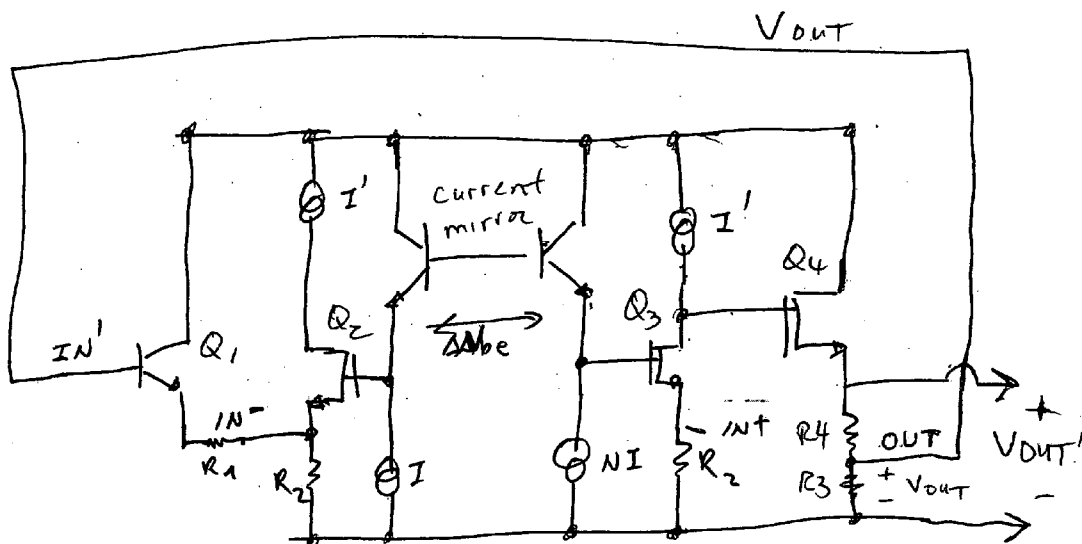 VOUT
I'
current
mirror
I'
Q4
IN'
Q1
Q2
Q3
ΔVbe
IN-
R1
R2
I
NI
IN+
R2
R4
OUT
+
VOUT'
R3
+
-
VOUT
-